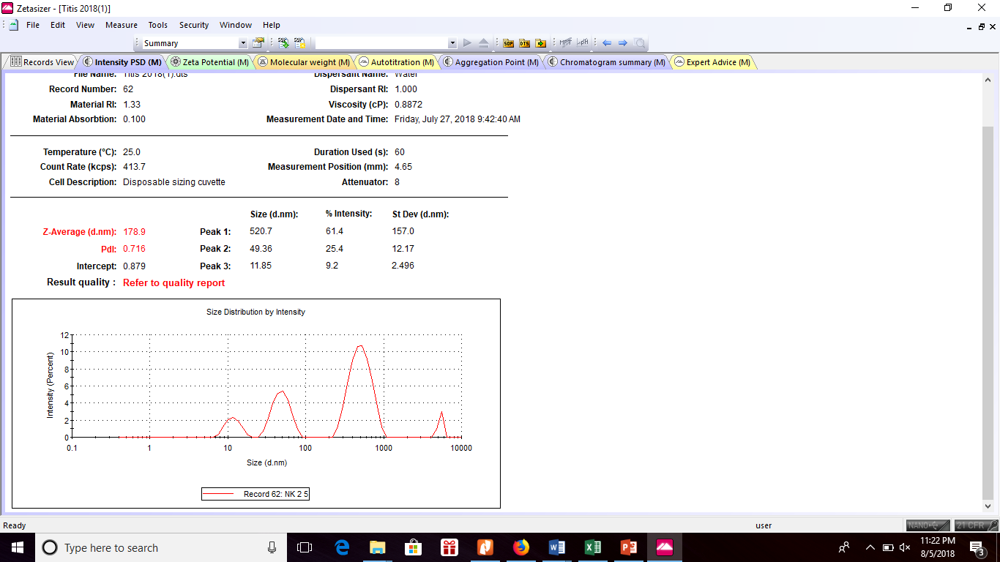 Zetasizer - [Titis 2018(1)]
File Edit View Measure Tools Security Window Help
Summary
SOP DTS MPT LpH
Records View Intensity PSD (M) Zeta Potential (M) Molecular weight (M) Autotitration (M) Aggregation Point (M) Chromatogram summary (M) Expert Advice (M)
File Name: Titis 2018(1).dts Dispersant Name: Water
Record Number: 62 Dispersant RI: 1.000
Material RI: 1.33 Viscosity (cP): 0.8872
Material Absorbtion: 0.100 Measurement Date and Time: Friday, July 27, 2018 9:42:40 AM
Temperature (°C): 25.0 Duration Used (s): 60
Count Rate (kcps): 413.7 Measurement Position (mm): 4.65
Cell Description: Disposable sizing cuvette Attenuator: 8
Size (d.nm): % Intensity: St Dev (d.nm):
Z-Average (d.nm): 178.9 Peak 1: 520.7 61.4 157.0
PdI: 0.716 Peak 2: 49.36 25.4 12.17
Intercept: 0.879 Peak 3: 11.85 9.2 2.496
Result quality : Refer to quality report
Size Distribution by Intensity
Intensity (Percent)
12
10
8
6
4
2
0
0.1 1 10 100 1000 10000
Size (d.nm)
Record 62: NK 2 5
Ready user NANO 21 CFR
Type here to search
11:22 PM
8/5/2018
3